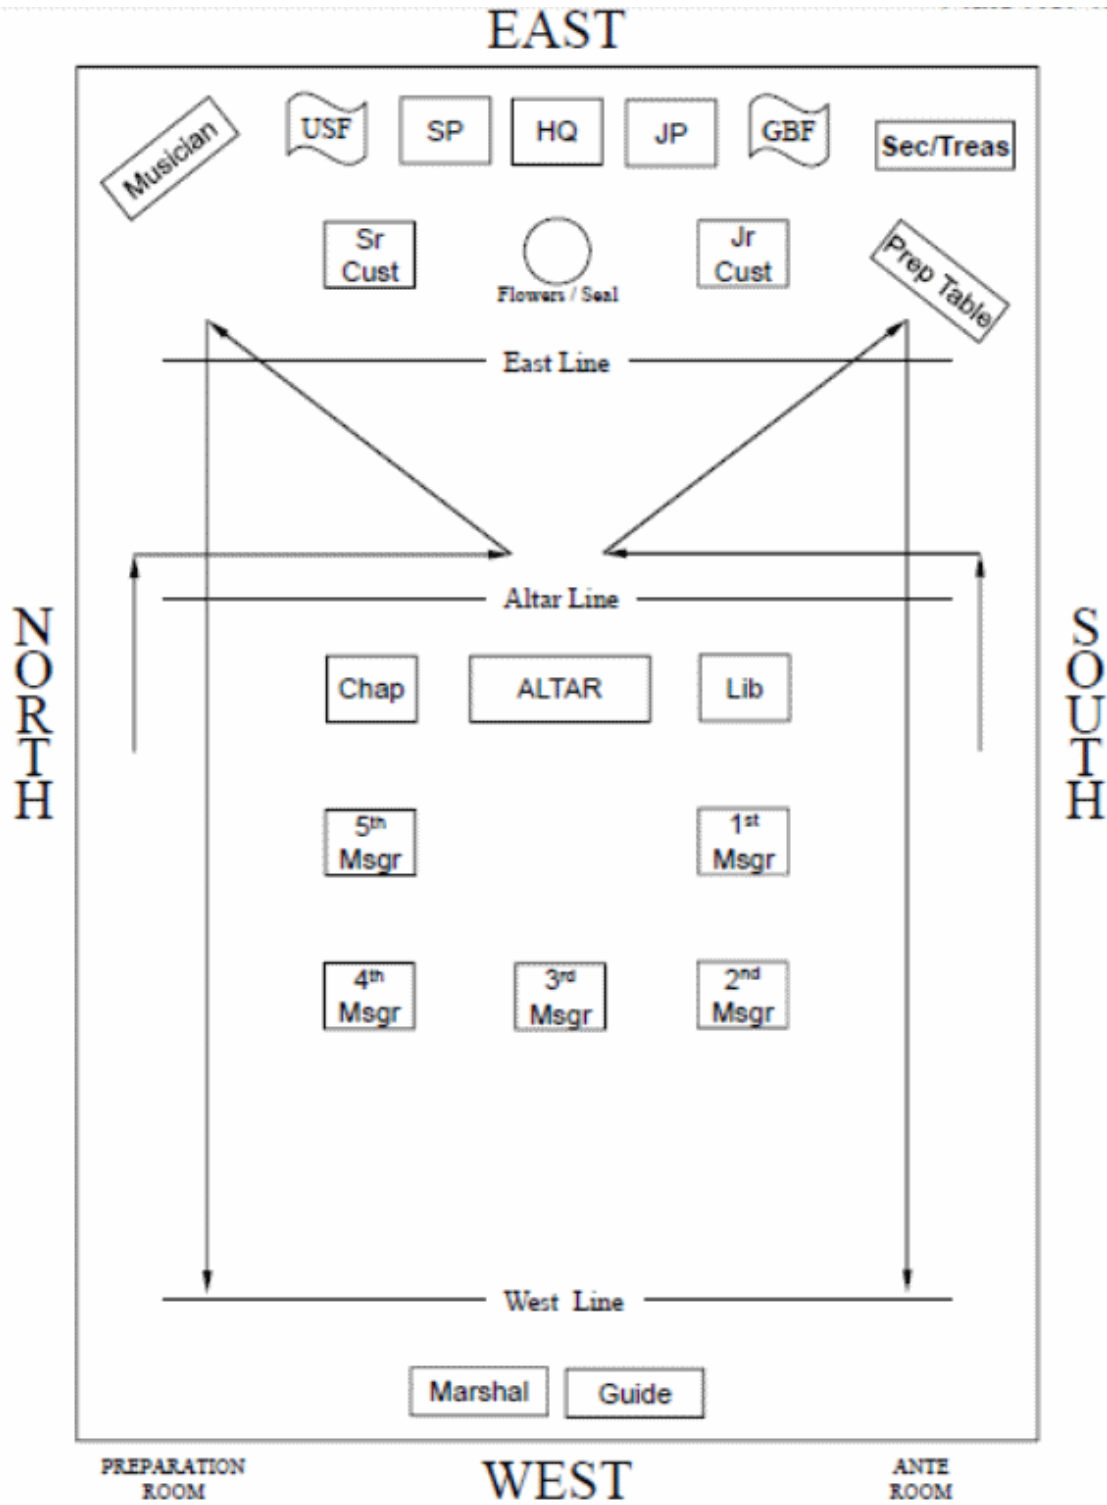 EAST
Musician
USF
SP
HQ
JP
GBF
Sec/Treas
Sr
Cust
Flowers / Seal
Jr
Cust
Prep Table
East Line
NORTH
SOUTH
Altar Line
Chap
ALTAR
Lib
5th
Msgr
1st
Msgr
4th
Msgr
3rd
Msgr
2nd
Msgr
West Line
Marshal
Guide
PREPARATION
ROOM
WEST
ANTE
ROOM